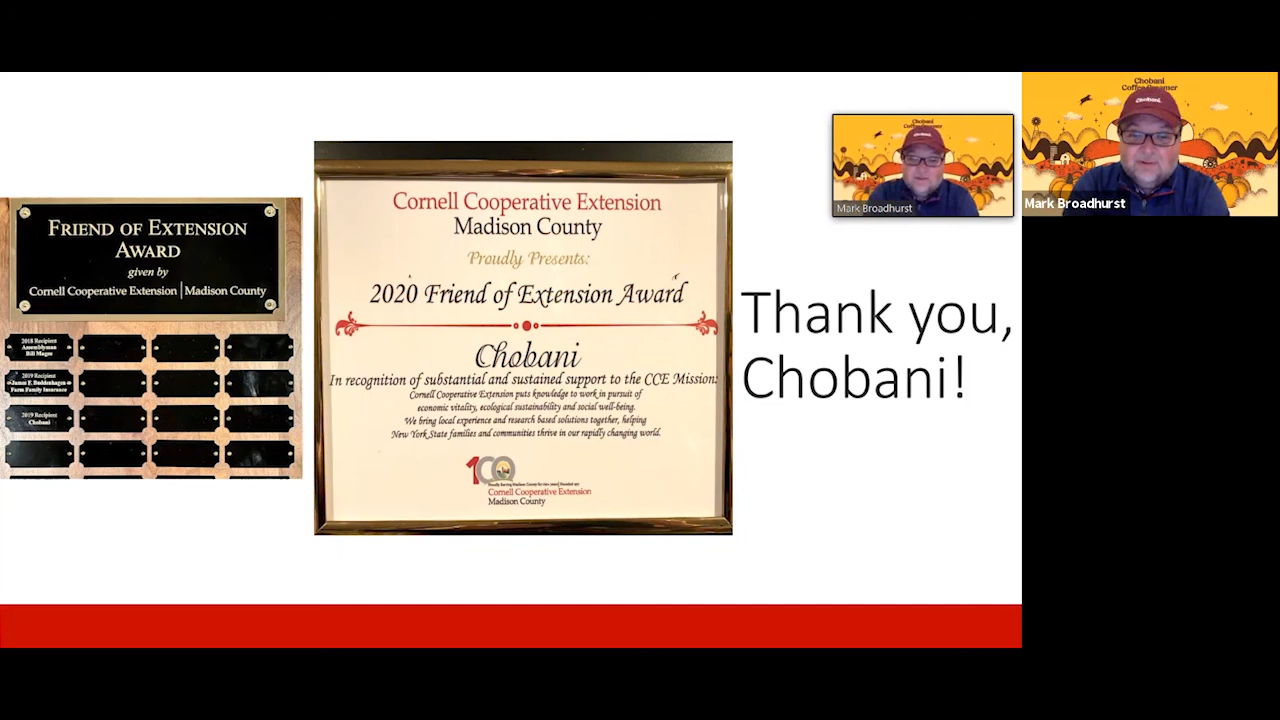 FRIEND OF EXTENSION
AWARD
given by
Cornell Cooperative Extension | Madison County
2018 Recipient
Assemblyman
Bill Magee
2019 Recipient
James F. Buddenhagen
Farm Family Insurance
2019 Recipient
Chobani
Cornell Cooperative Extension
Madison County
Proudly Presents:
2020 Friend of Extension Award
Chobani
In recognition of substantial and sustained support to the CCE Mission:
Cornell Cooperative Extension puts knowledge to work in pursuit of
economic vitality, ecological sustainability and social well-being.
We bring local experience and research based solutions together, helping
New York State families and communities thrive in our rapidly changing world.
100
Cornell Cooperative Extension
Madison County
Thank you,
Chobani!
Chobani
Chobani.
Mark Broadhurst
Chobani
Chobani.
Mark Broadhurst